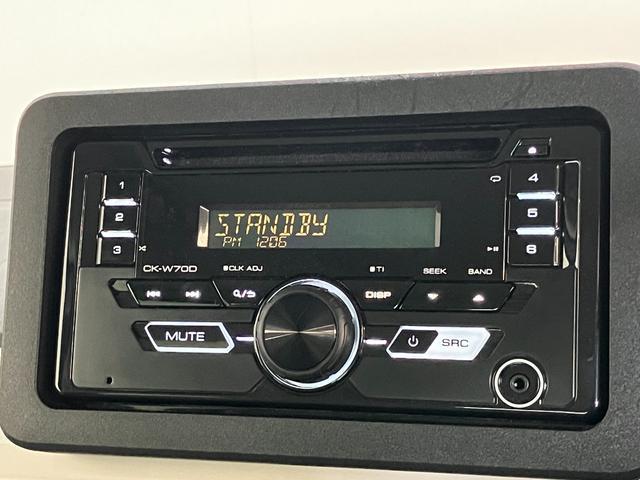 1
2
3
4
5
6
STANDBY
PM 12:06
CK-W70D
CLK ADJ
TI
SEEK
BAND
DISP
MUTE
SRC